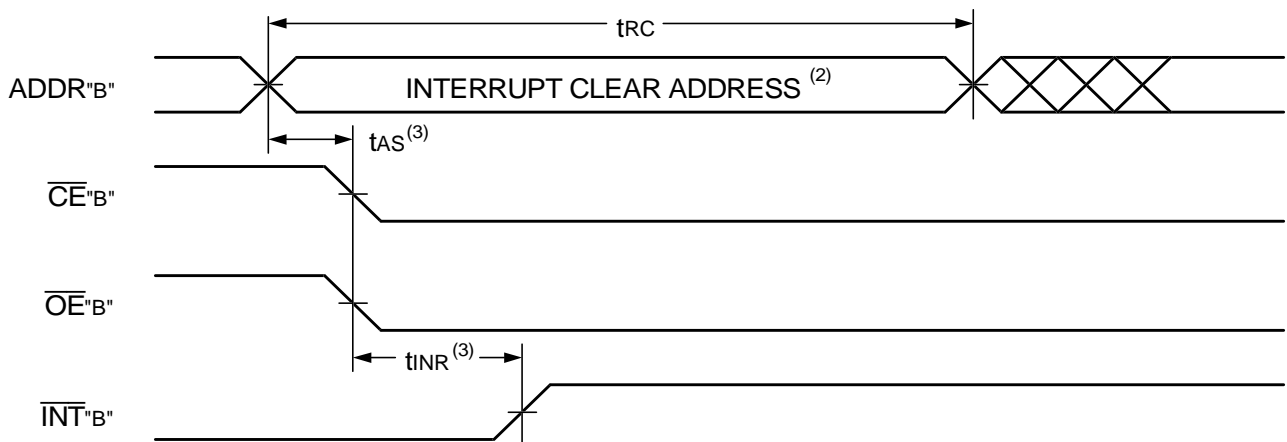 tRC
ADDR"B"
INTERRUPT CLEAR ADDRESS (2)
tAS(3)
CE"B"
OE"B"
tINR(3)
INT"B"